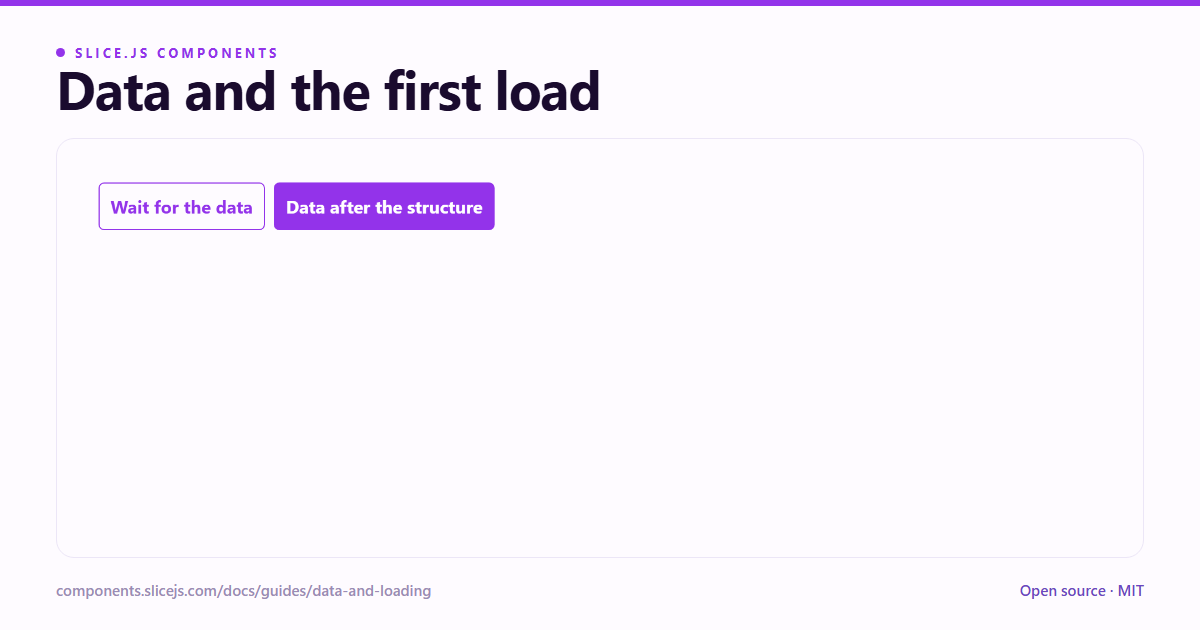 SLICE.JS COMPONENTS
Data and the first load
Wait for the data
Data after the structure
components.slicejs.com/docs/guides/data-and-loading
Open source · MIT